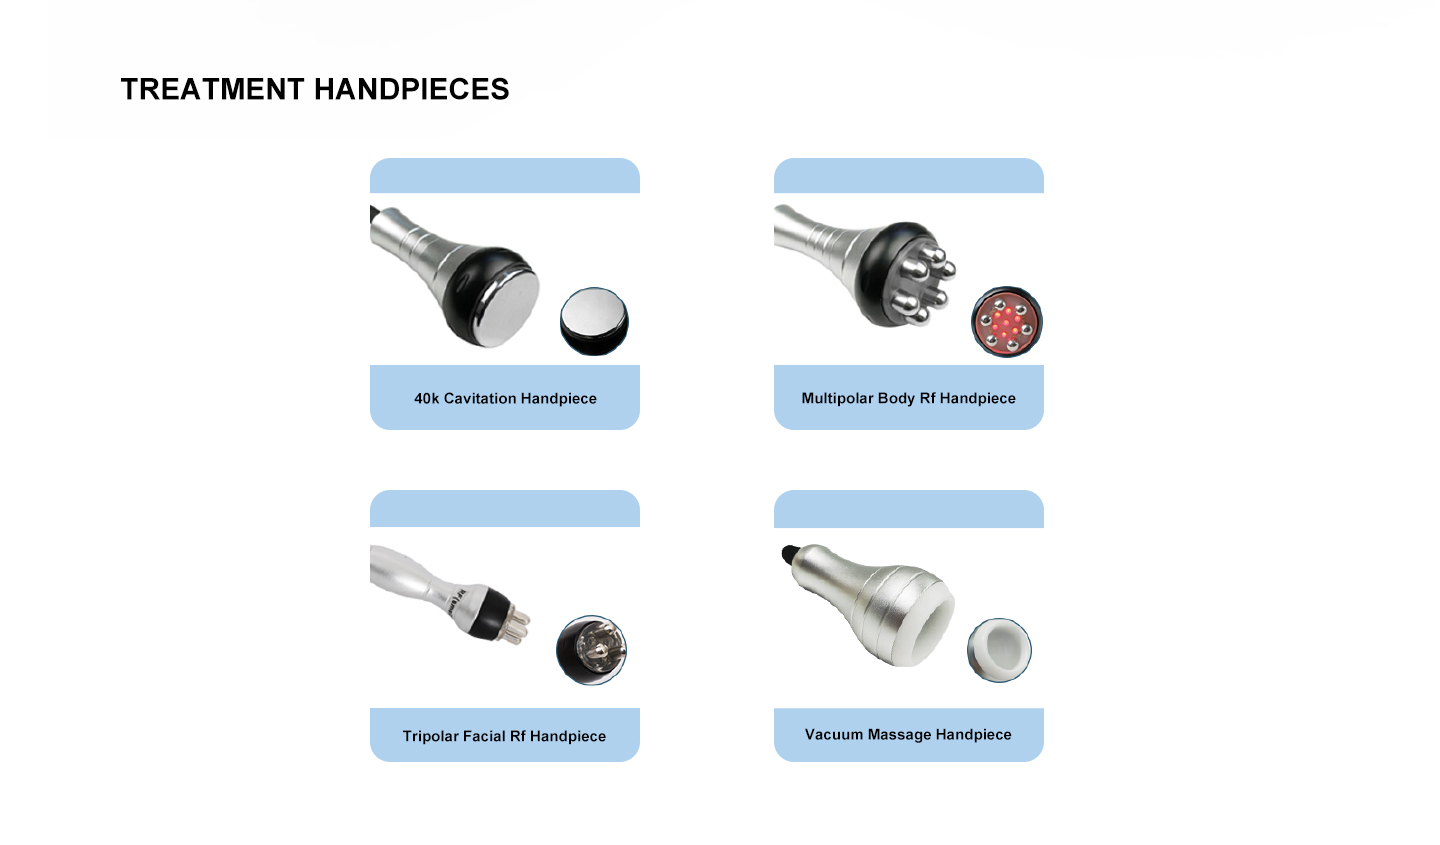 TREATMENT HANDPIECES
40k Cavitation Handpiece
Multipolar Body Rf Handpiece
Tripolar Facial Rf Handpiece
Vacuum Massage Handpiece